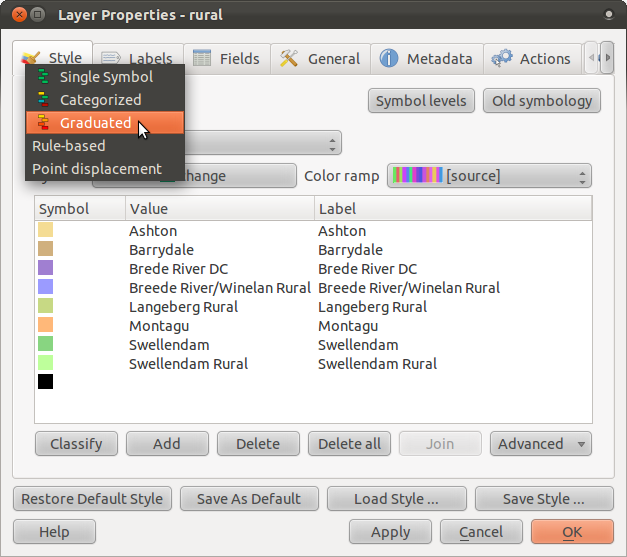 Layer Properties - rural
Style Labels Fields General Metadata Actions
Single Symbol
Categorized
Graduated
Rule-based
Point displacement
Symbol levels Old symbology
Change Color ramp [source]
Symbol Value Label
Ashton Ashton
Barrydale Barrydale
Brede River DC Brede River DC
Breede River/Winelan Rural Breede River/Winelan Rural
Langeberg Rural Langeberg Rural
Montagu Montagu
Swellendam Swellendam
Swellendam Rural Swellendam Rural
Classify Add Delete Delete all Join Advanced
Restore Default Style Save As Default Load Style ... Save Style ...
Help Apply Cancel OK